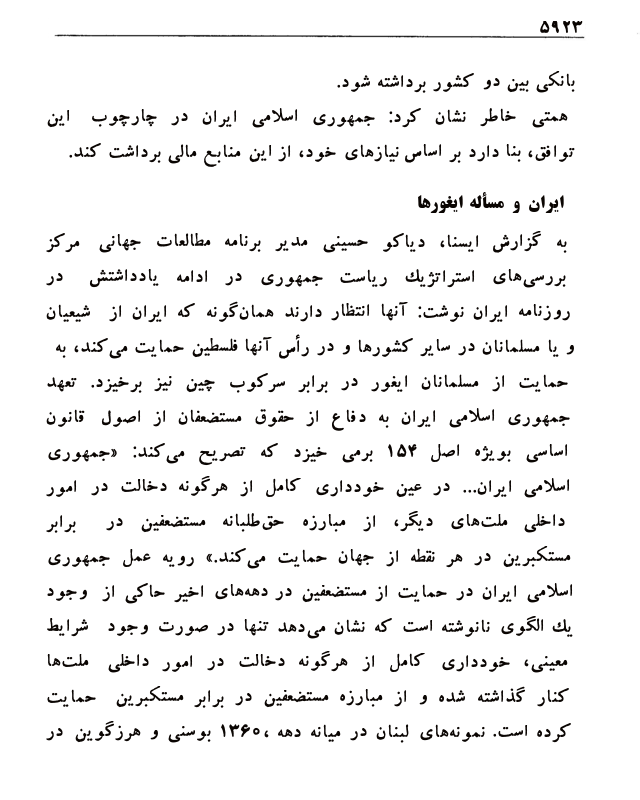 ۵۹۲۳
بانکی بین دو کشور برداشته شود.
همتی خاطر نشان کرد: جمهوری اسلامی ایران در چارچوب این
توافق، بنا دارد بر اساس نیازهای خود، از این منابع مالی برداشت کند.
ایران و مسأله ایغورها
به گزارش ایسنا، دیاکو حسینی مدیر برنامه مطالعات جهانی مرکز
بررسی‌های استراتژیك ریاست جمهوری در ادامه یادداشتش در
روزنامه ایران نوشت: آنها انتظار دارند همان‌گونه که ایران از شیعیان
و یا مسلمانان در سایر کشورها و در رأس آنها فلسطین حمایت می‌کند، به
حمایت از مسلمانان ایغور در برابر سرکوب چین نیز برخیزد. تعهد
جمهوری اسلامی ایران به دفاع از حقوق مستضعفان از اصول قانون
اساسی بویژه اصل ۱۵۴ برمی خیزد که تصریح می‌کند: «جمهوری
اسلامی ایران... در عین خودداری کامل از هرگونه دخالت در امور
داخلی ملت‌های دیگر، از مبارزه حق‌طلبانه مستضعفین در برابر
مستکبرین در هر نقطه از جهان حمایت می‌کند.» رویه عمل جمهوری
اسلامی ایران در حمایت از مستضعفین در دهه‌های اخیر حاکی از وجود
یك الگوی نانوشته است که نشان می‌دهد تنها در صورت وجود شرایط
معینی، خودداری کامل از هرگونه دخالت در امور داخلی ملت‌ها
کنار گذاشته شده و از مبارزه مستضعفین در برابر مستکبرین حمایت
کرده است. نمونه‌های لبنان در میانه دهه ۱۳۶۰، بوسنی و هرزگوین در